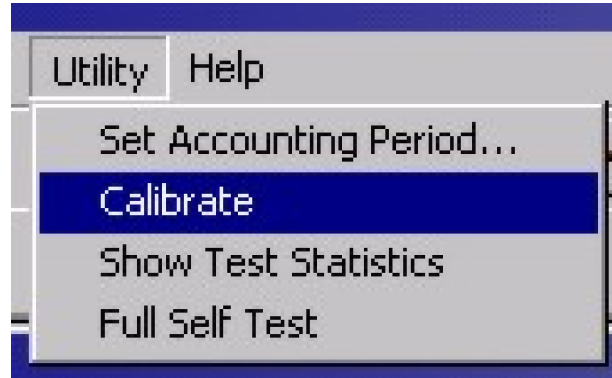 Utility Help
Set Accounting Period...
Calibrate
Show Test Statistics
Full Self Test